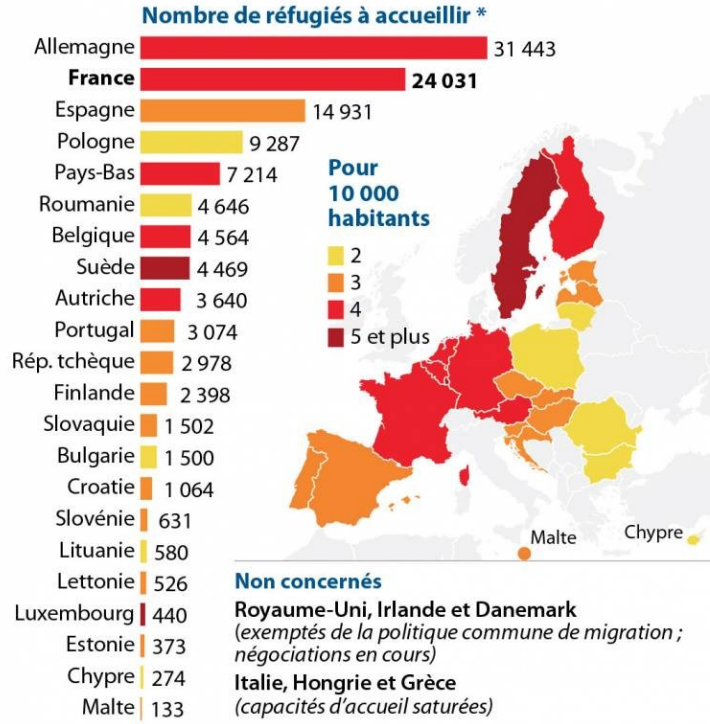 Nombre de réfugiés à accueillir *
Allemagne 31 443
France 24 031
Espagne 14 931
Pologne 9 287
Pays-Bas 7 214
Roumanie 4 646
Belgique 4 564
Suède 4 469
Autriche 3 640
Portugal 3 074
Rép. tchèque 2 978
Finlande 2 398
Slovaquie 1 502
Bulgarie 1 500
Croatie 1 064
Slovénie 631
Lituanie 580
Lettonie 526
Luxembourg 440
Estonie 373
Chypre 274
Malte 133
Pour
10 000
habitants
2
3
4
5 et plus
Malte
Chypre
Non concernés
Royaume-Uni, Irlande et Danemark
(exemptés de la politique commune de migration ;
négociations en cours)
Italie, Hongrie et Grèce
(capacités d'accueil saturées)